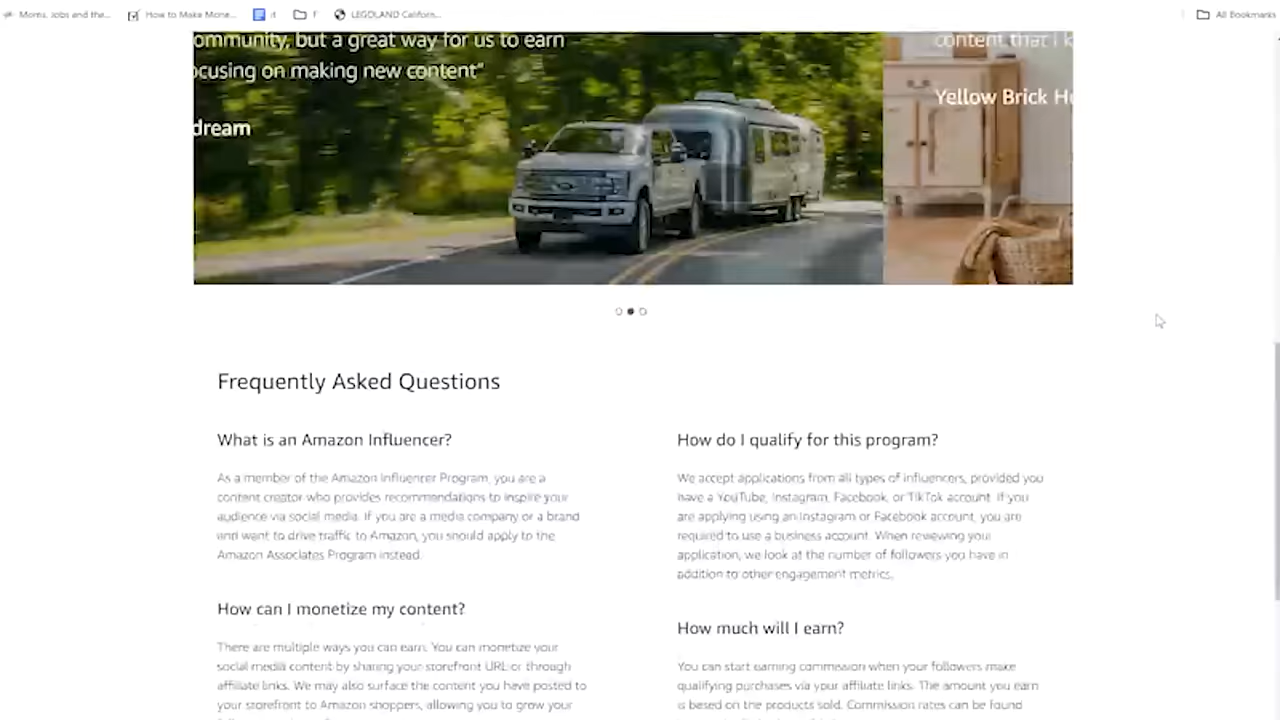 Moms, Jobs and the...
How to Make Mone...
LEGOLAND Californ...
All Bookmarks
ommunity, but a great way for us to earn
ocusing on making new content"
dream
content that I k
Yellow Brick Ho
Frequently Asked Questions
What is an Amazon Influencer?
As a member of the Amazon Influencer Program, you are a
content creator who provides recommendations to inspire your
audience via social media. If you are a media company or a brand
and want to drive traffic to Amazon, you should apply to the
Amazon Associates Program instead.
How can I monetize my content?
There are multiple ways you can earn. You can monetize your
social media content by sharing your storefront URL or through
affiliate links. We may also surface the content you have posted to
your storefront to Amazon shoppers, allowing you to grow your
How do I qualify for this program?
We accept applications from all types of influencers, provided you
have a YouTube, Instagram, Facebook, or TikTok account. If you
are applying using an Instagram or Facebook account, you are
required to use a business account. When reviewing your
application, we look at the number of followers you have in
addition to other engagement metrics.
How much will I earn?
You can start earning commission when your followers make
qualifying purchases via your affiliate links. The amount you earn
is based on the products sold. Commission rates can be found